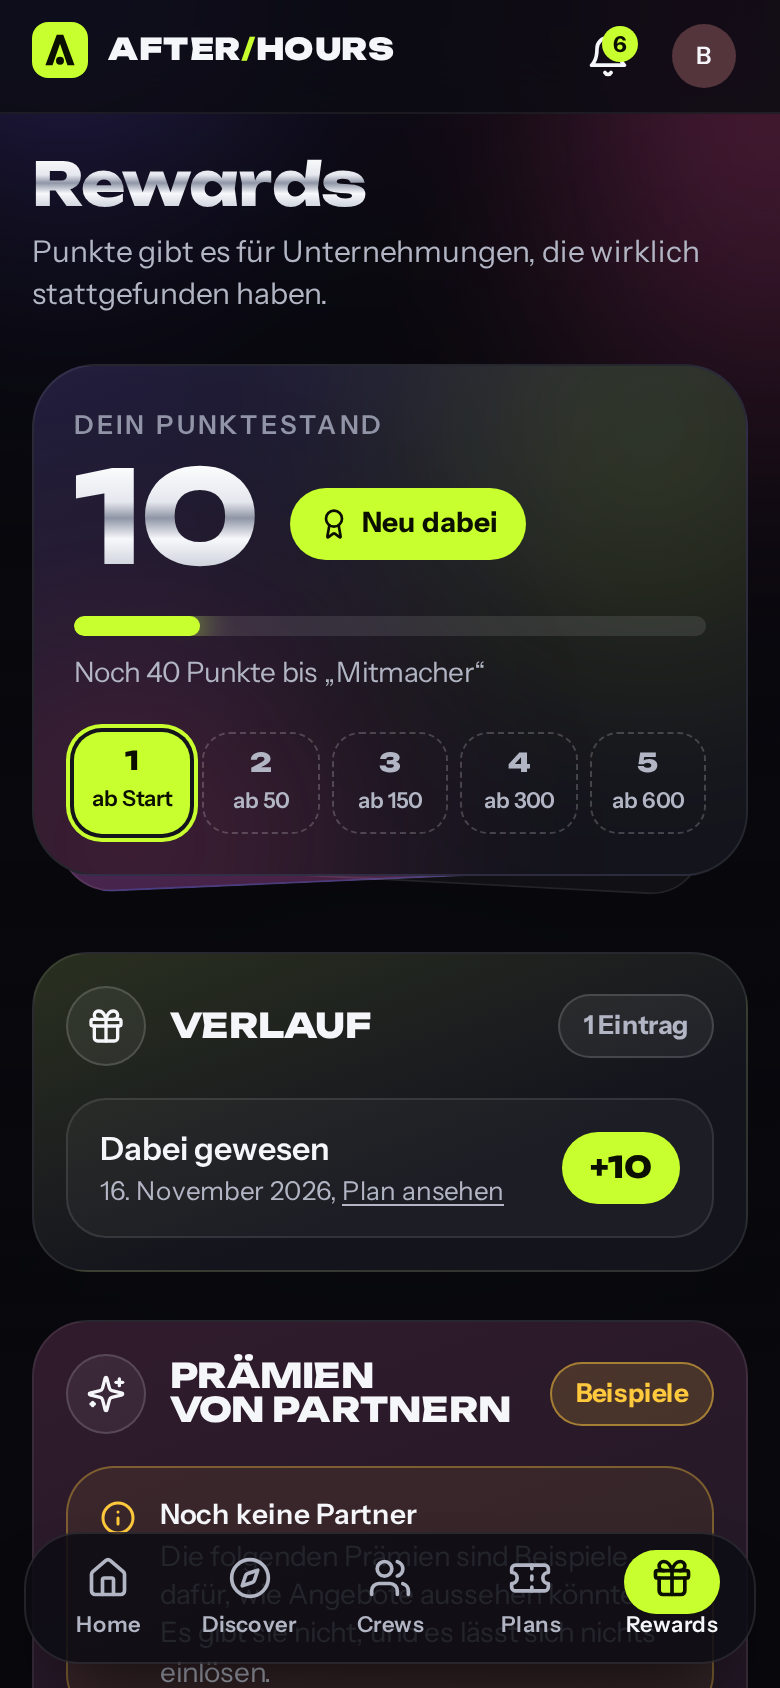 AFTER/HOURS
6
B
Rewards
Punkte gibt es für Unternehmungen, die wirklich
stattgefunden haben.
DEIN PUNKTESTAND
10
Neu dabei
Noch 40 Punkte bis „Mitmacher“
1
ab Start
2
ab 50
3
ab 150
4
ab 300
5
ab 600
VERLAUF
1 Eintrag
Dabei gewesen
16. November 2026, Plan ansehen
+10
PRÄMIEN
VON PARTNERN
Beispiele
Noch keine Partner
Die folgenden Prämien sind Beispiele
dafür, wie Angebote aussehen könnten.
Es gibt sie nicht, und es lässt sich nichts
einlösen.
Home
Discover
Crews
Plans
Rewards